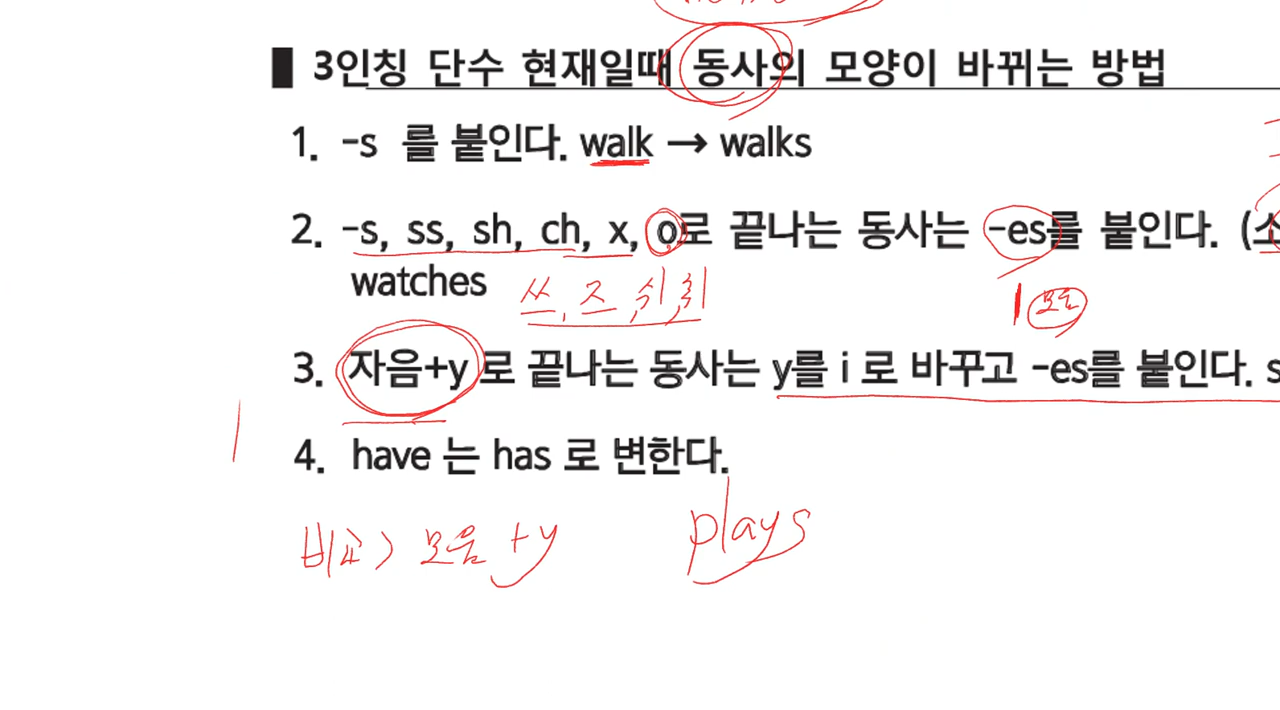 3인칭 단수 현재일때 동사의 모양이 바뀌는 방법
1. -s 를 붙인다. walk → walks
2. -s, ss, sh, ch, x, o로 끝나는 동사는 -es를 붙인다. (소
watches
쓰, 즈, 쉬, 취
모음
3. 자음+y 로 끝나는 동사는 y를 i 로 바꾸고 -es를 붙인다. s
4. have 는 has 로 변한다.
비교> 모음 +y plays